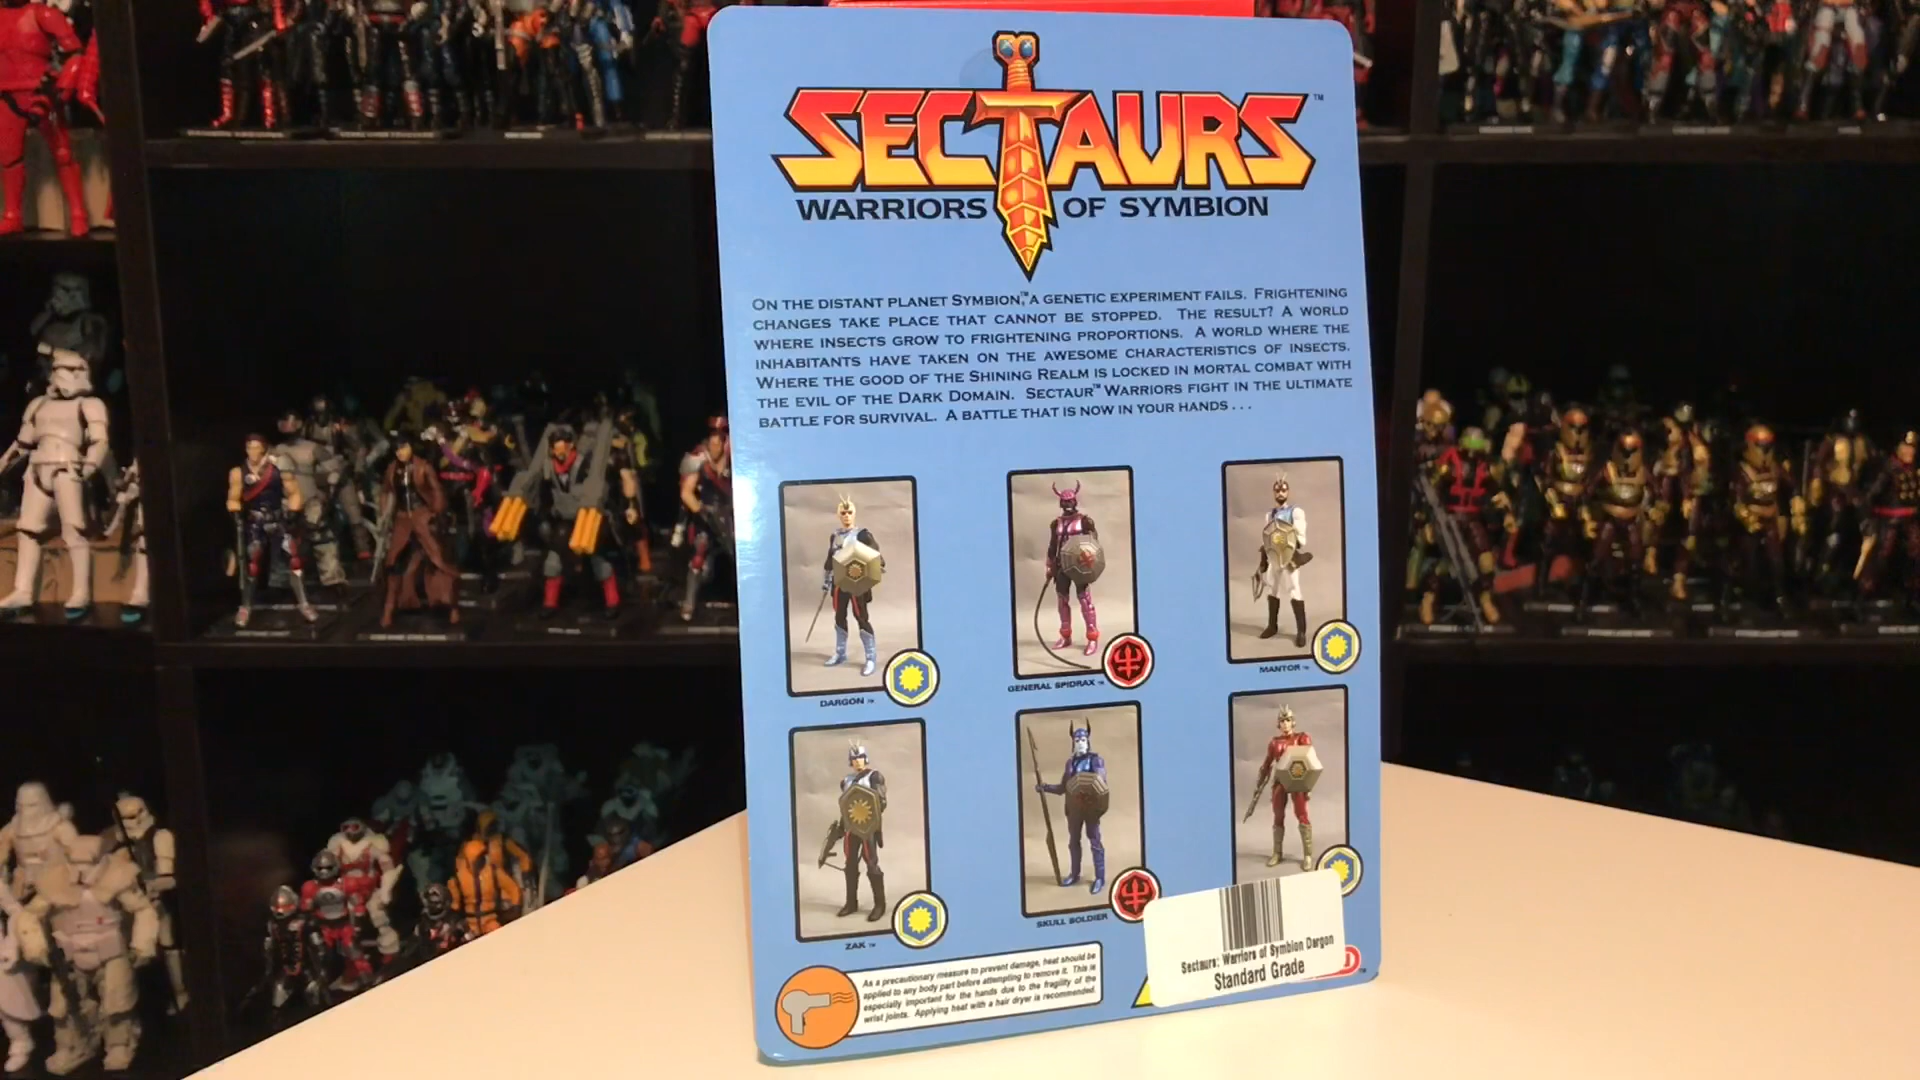 SECTAURS™
WARRIORS OF SYMBION
ON THE DISTANT PLANET SYMBION,™ A GENETIC EXPERIMENT FAILS. FRIGHTENING
CHANGES TAKE PLACE THAT CANNOT BE STOPPED. THE RESULT? A WORLD
WHERE INSECTS GROW TO FRIGHTENING PROPORTIONS. A WORLD WHERE THE
INHABITANTS HAVE TAKEN ON THE AWESOME CHARACTERISTICS OF INSECTS.
WHERE THE GOOD OF THE SHINING REALM IS LOCKED IN MORTAL COMBAT WITH
THE EVIL OF THE DARK DOMAIN. SECTAUR™ WARRIORS FIGHT IN THE ULTIMATE
BATTLE FOR SURVIVAL. A BATTLE THAT IS NOW IN YOUR HANDS . . .
DARGON™
GENERAL SPIDRAX™
MANTOR™
ZAK™
SKULL SOLDIER
As a precautionary measure to prevent damage, heat should be
applied to any body part before attempting to remove it. This is
especially important for the hands due to the fragility of the
wrist joints. Applying heat with a hair dryer is recommended.
Sectaurs: Warriors of Symbion Dargon
Standard Grade